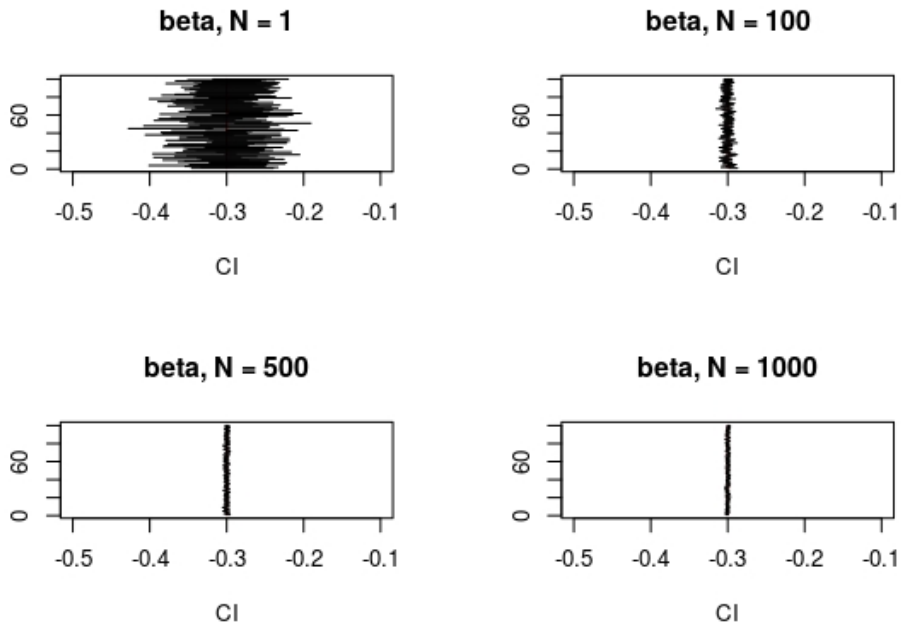 beta, N = 1
60
0
-0.5 -0.4 -0.3 -0.2 -0.1
CI
beta, N = 100
60
0
-0.5 -0.4 -0.3 -0.2 -0.1
CI
beta, N = 500
60
0
-0.5 -0.4 -0.3 -0.2 -0.1
CI
beta, N = 1000
60
0
-0.5 -0.4 -0.3 -0.2 -0.1
CI